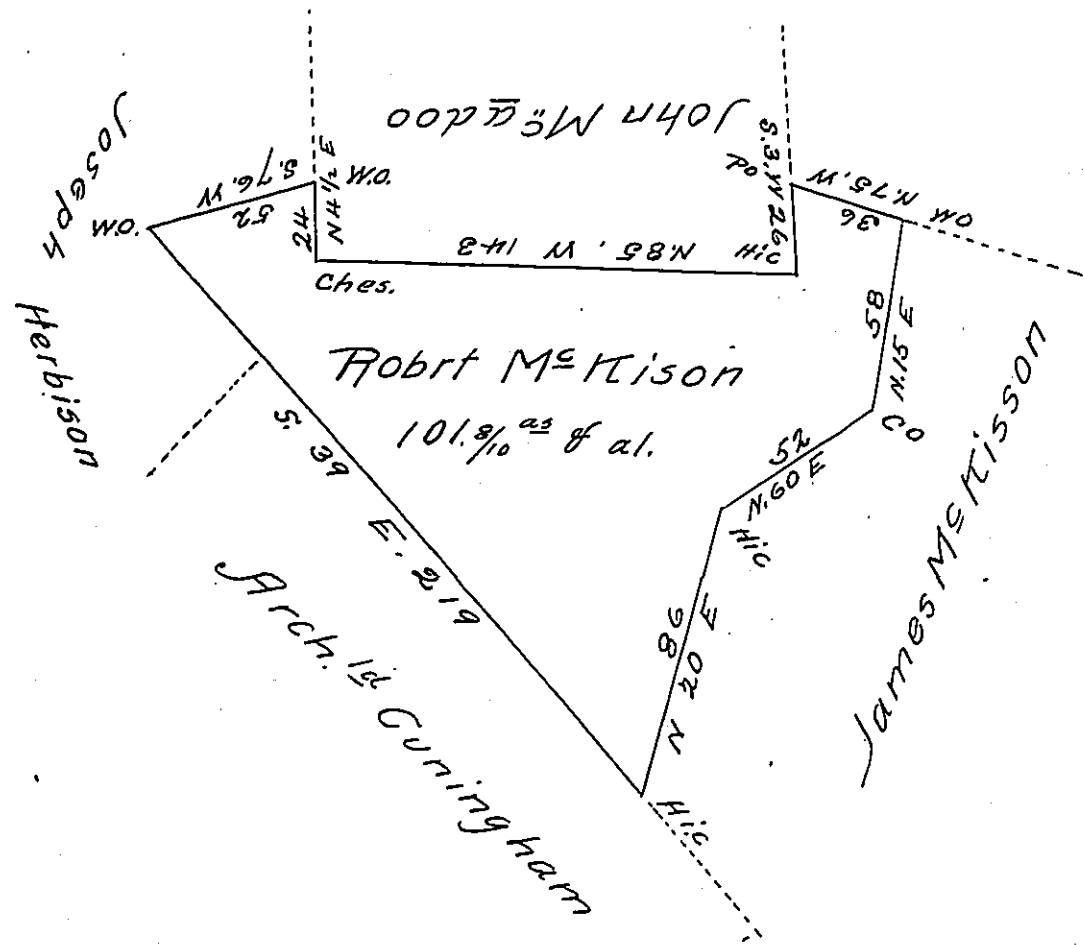 John McAdoo
Joseph
Herbison
W.O.
S. 76. W
52
W.O.
24
N 4 1/2 E
Ches.
N.85. W 143
Hic
S. 3. W 26
Po
N. 75. W
36
WO
58
N. 15 E
CO
52
N. 60 E
Hic
86
N 20 E
Hic
S. 39 E. 219
Robrt McKison
101.8/10 as & al.
James McKisson
Arch.ld Cuningham